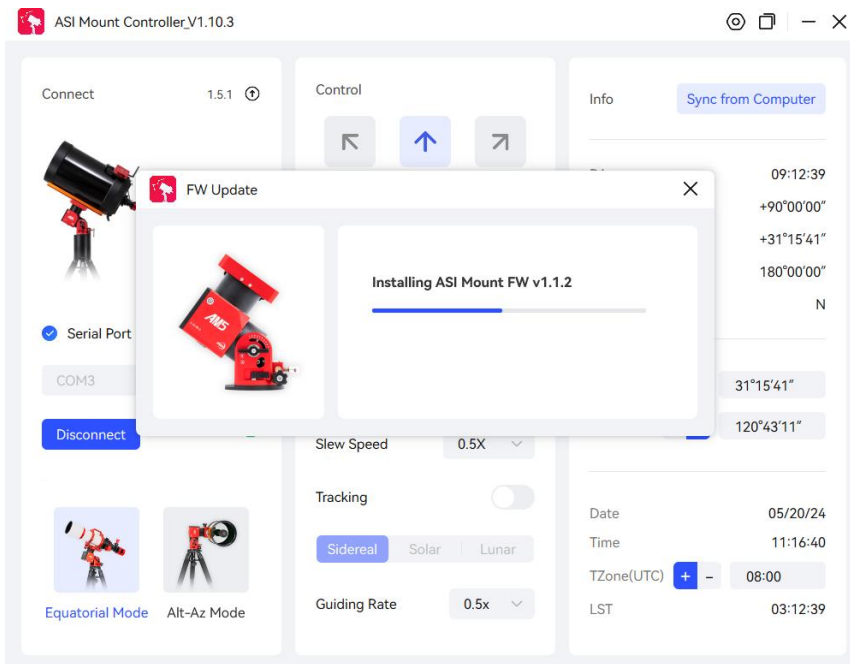 ASI Mount Controller_V1.10.3
Connect 1.5.1
Control
Info Sync from Computer
09:12:39
FW Update
+90°00′00″
+31°15′41″
180°00′00″
Installing ASI Mount FW v1.1.2
AM5
N
Serial Port
COM3
31°15′41″
Disconnect
120°43′11″
Slew Speed 0.5X
Tracking
Sidereal Solar Lunar
Date 05/20/24
Time 11:16:40
TZone(UTC) + - 08:00
Equatorial Mode Alt-Az Mode
Guiding Rate 0.5x
LST 03:12:39